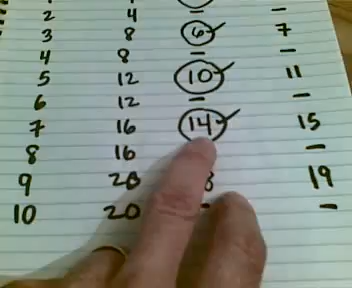 2 4 –
3 8 6 ✓ 7
4 8 – –
5 12 10 ✓ 11
6 12 – –
7 16 14 ✓ 15
8 16 –
9 20 19
10 20 – –